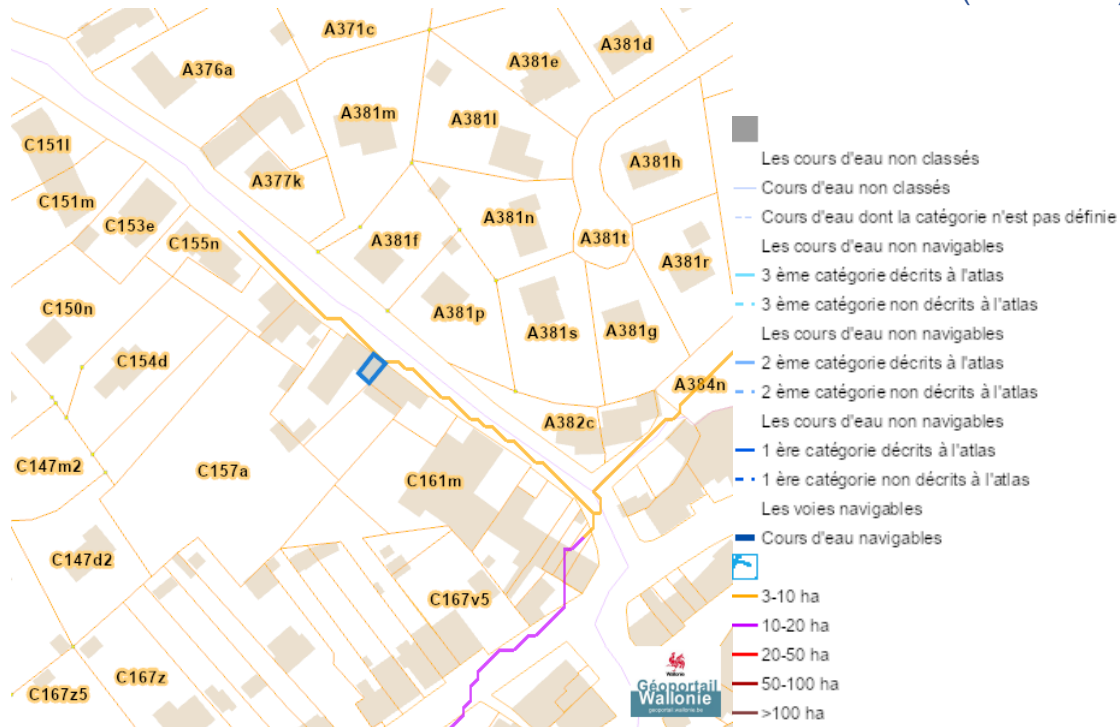 A371c
A381d
A381e
A376a
A381m
A381l
C151l
A381h
A377k
C151m
A381n
C153e
A381f
A381t
C155n
A381r
C150n
A381p
A381s
A381g
C154d
A384n
A382c
C147m2
C157a
C161m
C147d2
C167v5
C167z
C167z5
Wallonie
Géoportail
Wallonie
geoportail.wallonie.be
Les cours d'eau non classés
Cours d'eau non classés
Cours d'eau dont la catégorie n'est pas définie
Les cours d'eau non navigables
3 ème catégorie décrits à l'atlas
3 ème catégorie non décrits à l'atlas
Les cours d'eau non navigables
2 ème catégorie décrits à l'atlas
2 ème catégorie non décrits à l'atlas
Les cours d'eau non navigables
1 ère catégorie décrits à l'atlas
1 ère catégorie non décrits à l'atlas
Les voies navigables
Cours d'eau navigables
3-10 ha
10-20 ha
20-50 ha
50-100 ha
>100 ha